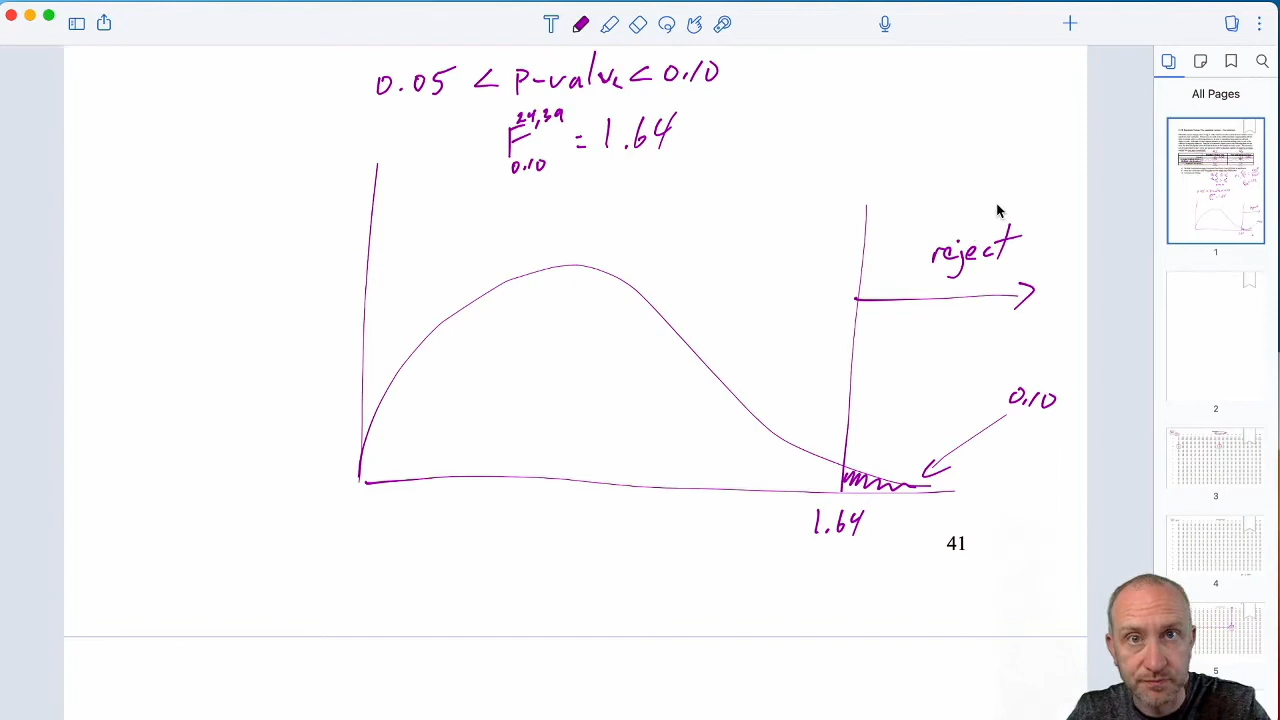 0.05 < p-value < 0.10
24,39
F = 1.64
0.10
reject
0.10
1.64
41
All Pages
1
2
3
4
5